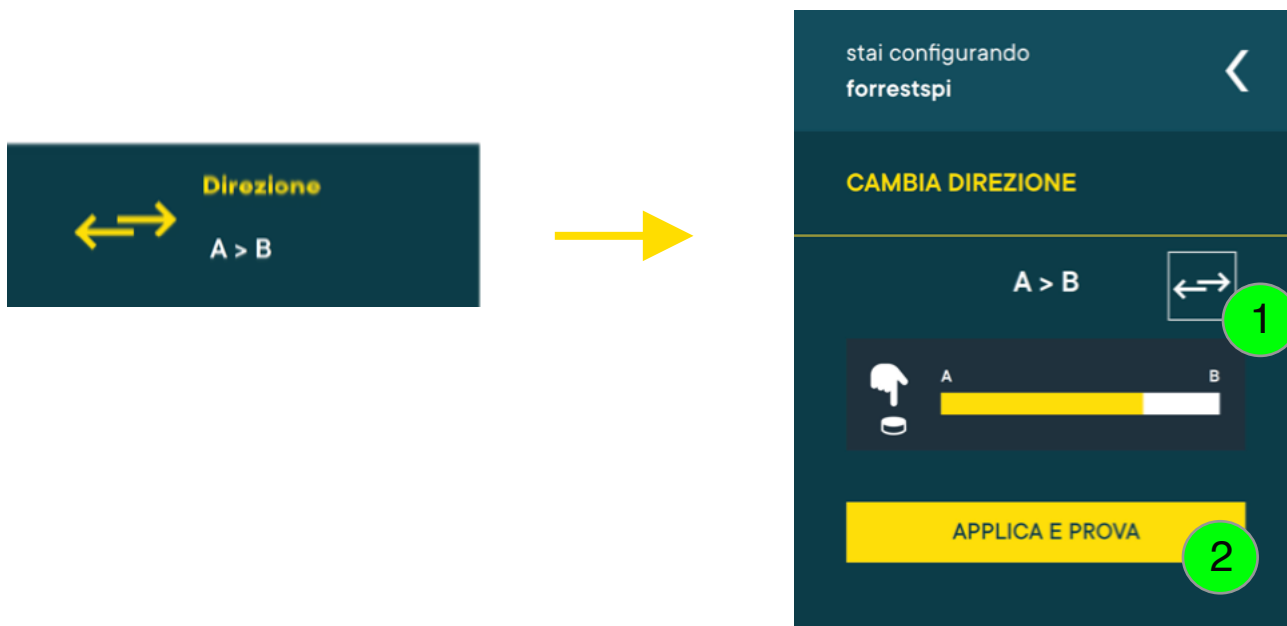 Direzione
A > B
stai configurando
forrestspi
CAMBIA DIREZIONE
A > B
1
A B
APPLICA E PROVA
2